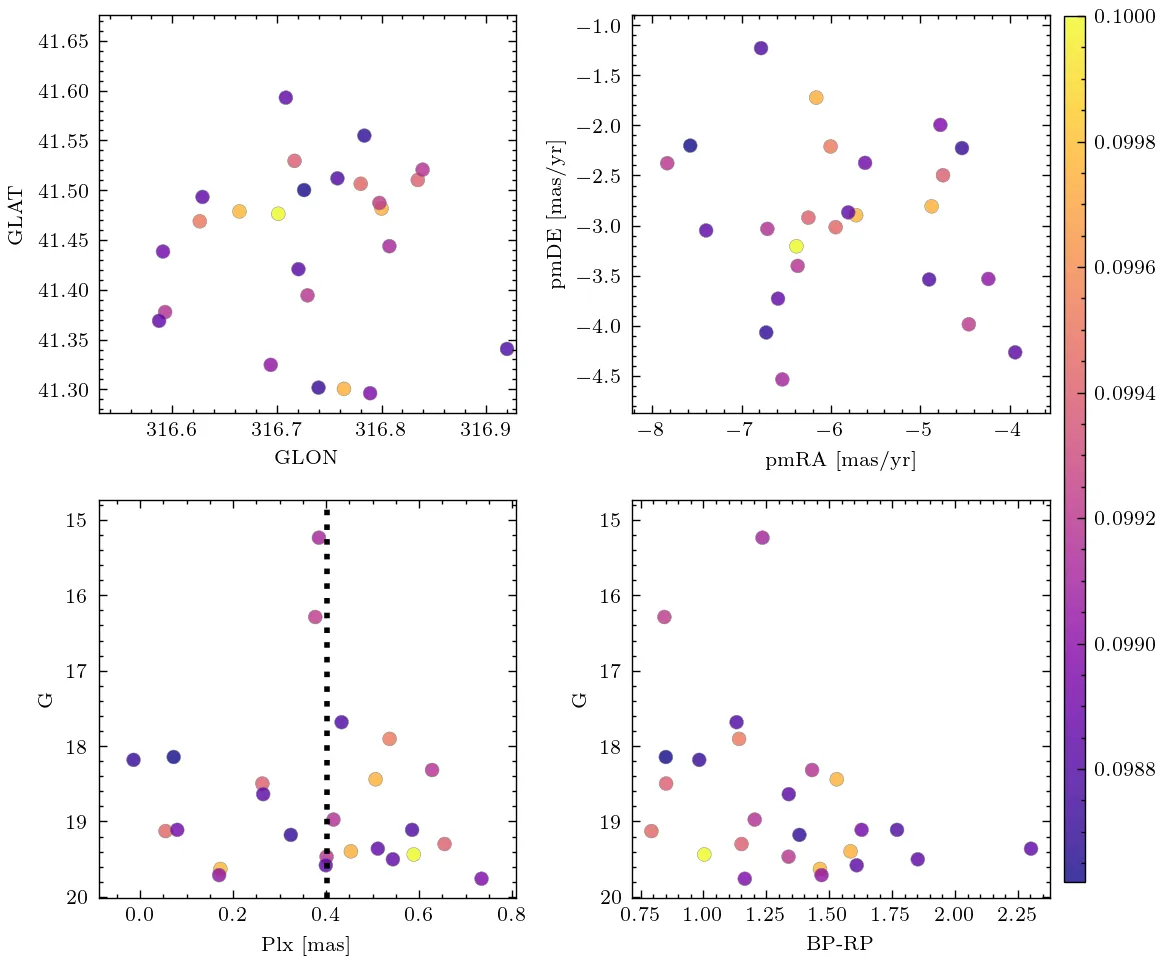 41.65
41.60
41.55
41.50
41.45
41.40
41.35
41.30
GLAT
316.6 316.7 316.8 316.9
GLON
−1.0
−1.5
−2.0
−2.5
−3.0
−3.5
−4.0
−4.5
pmDE [mas/yr]
−8 −7 −6 −5 −4
pmRA [mas/yr]
15
16
17
18
19
20
G
0.0 0.2 0.4 0.6 0.8
Plx [mas]
15
16
17
18
19
20
G
0.75 1.00 1.25 1.50 1.75 2.00 2.25
BP-RP
0.1000
0.0998
0.0996
0.0994
0.0992
0.0990
0.0988